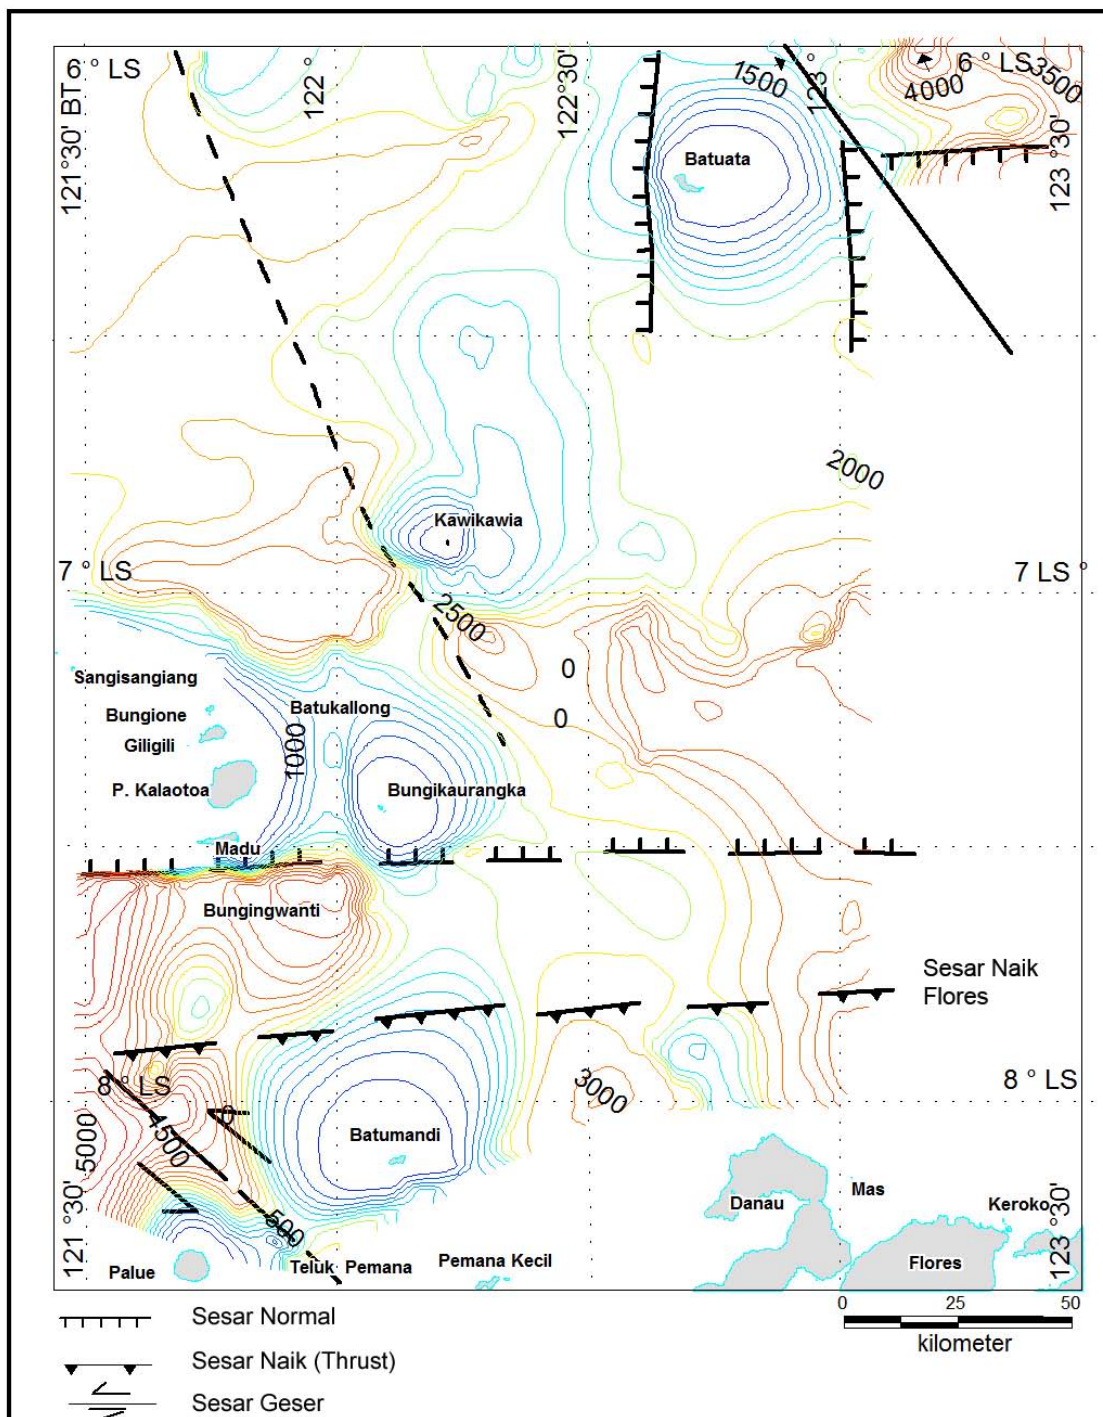 6 ° LS
121°30' BT
122°
122°30'
1500
123 °
4000
6 ° LS
3500
123 °30'
Batuata
2000
Kawikawia
7 ° LS
7 LS °
2500
0
0
Sangisangiang
Bungione
Giligili
P. Kalaotoa
Batukallong
1000
Bungikaurangka
Madu
Bungingwanti
Sesar Naik
Flores
8 ° LS
3000
8 ° LS
0
4500
5000
Batumandi
500
121 °30'
Palue
Teluk Pemana
Pemana Kecil
Danau
Mas
Keroko
Flores
123 °30'
0 25 50
kilometer
Sesar Normal
Sesar Naik (Thrust)
Sesar Geser